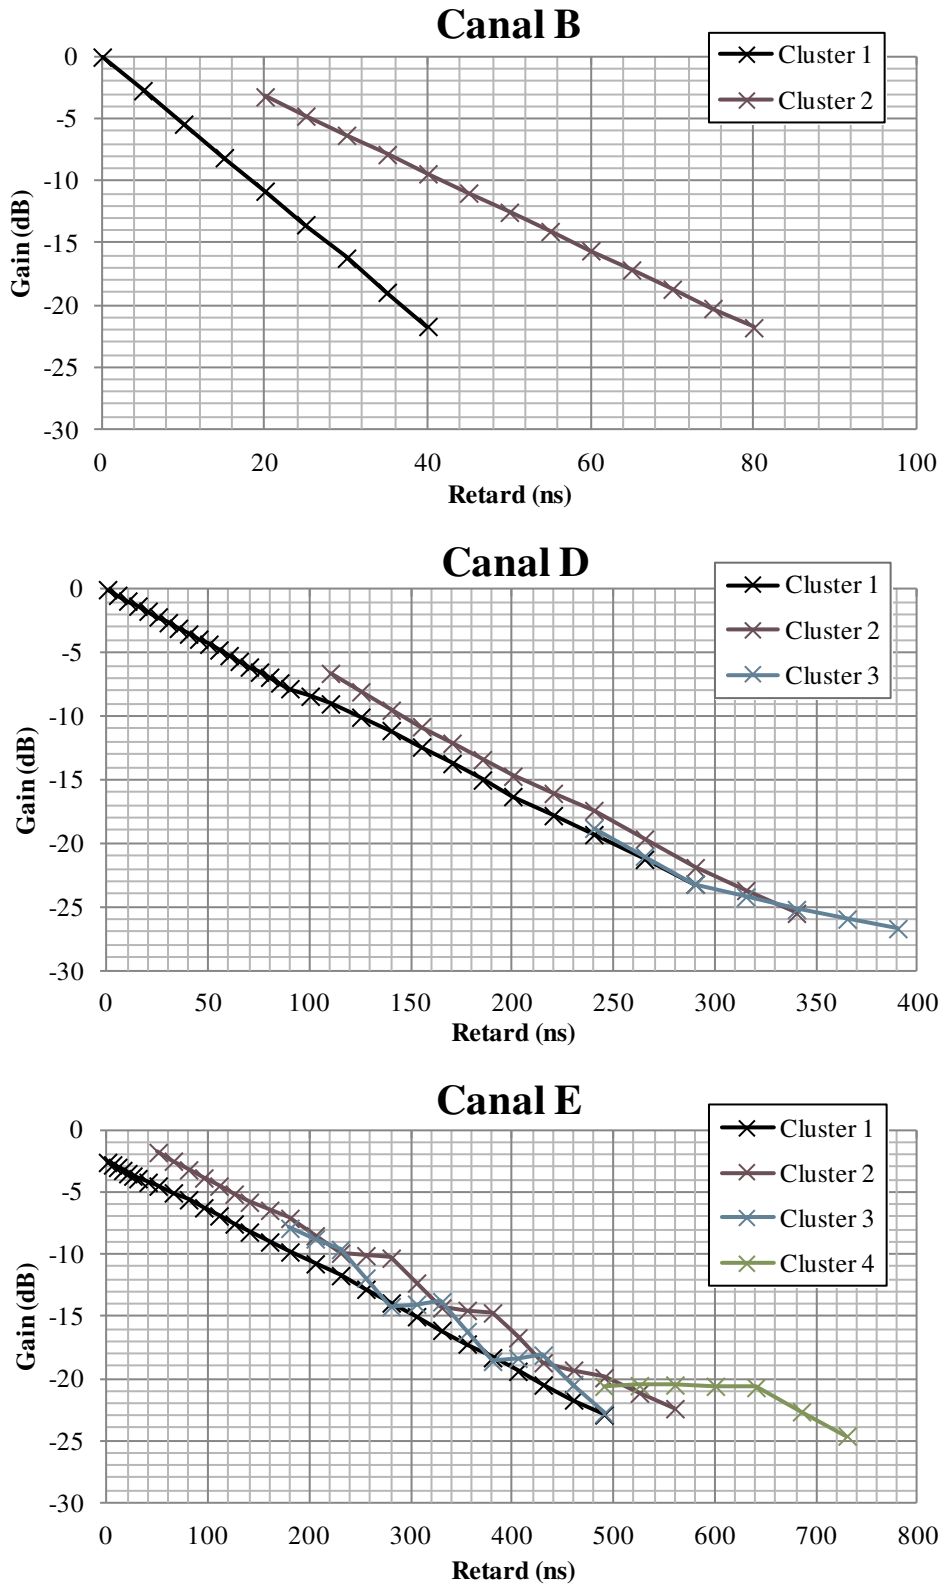 Canal B
Cluster 1
Cluster 2
0
-5
-10
-15
-20
-25
-30
Gain (dB)
0 20 40 60 80 100
Retard (ns)
Canal D
Cluster 1
Cluster 2
Cluster 3
0
-5
-10
-15
-20
-25
-30
Gain (dB)
0 50 100 150 200 250 300 350 400
Retard (ns)
Canal E
Cluster 1
Cluster 2
Cluster 3
Cluster 4
0
-5
-10
-15
-20
-25
-30
Gain (dB)
0 100 200 300 400 500 600 700 800
Retard (ns)